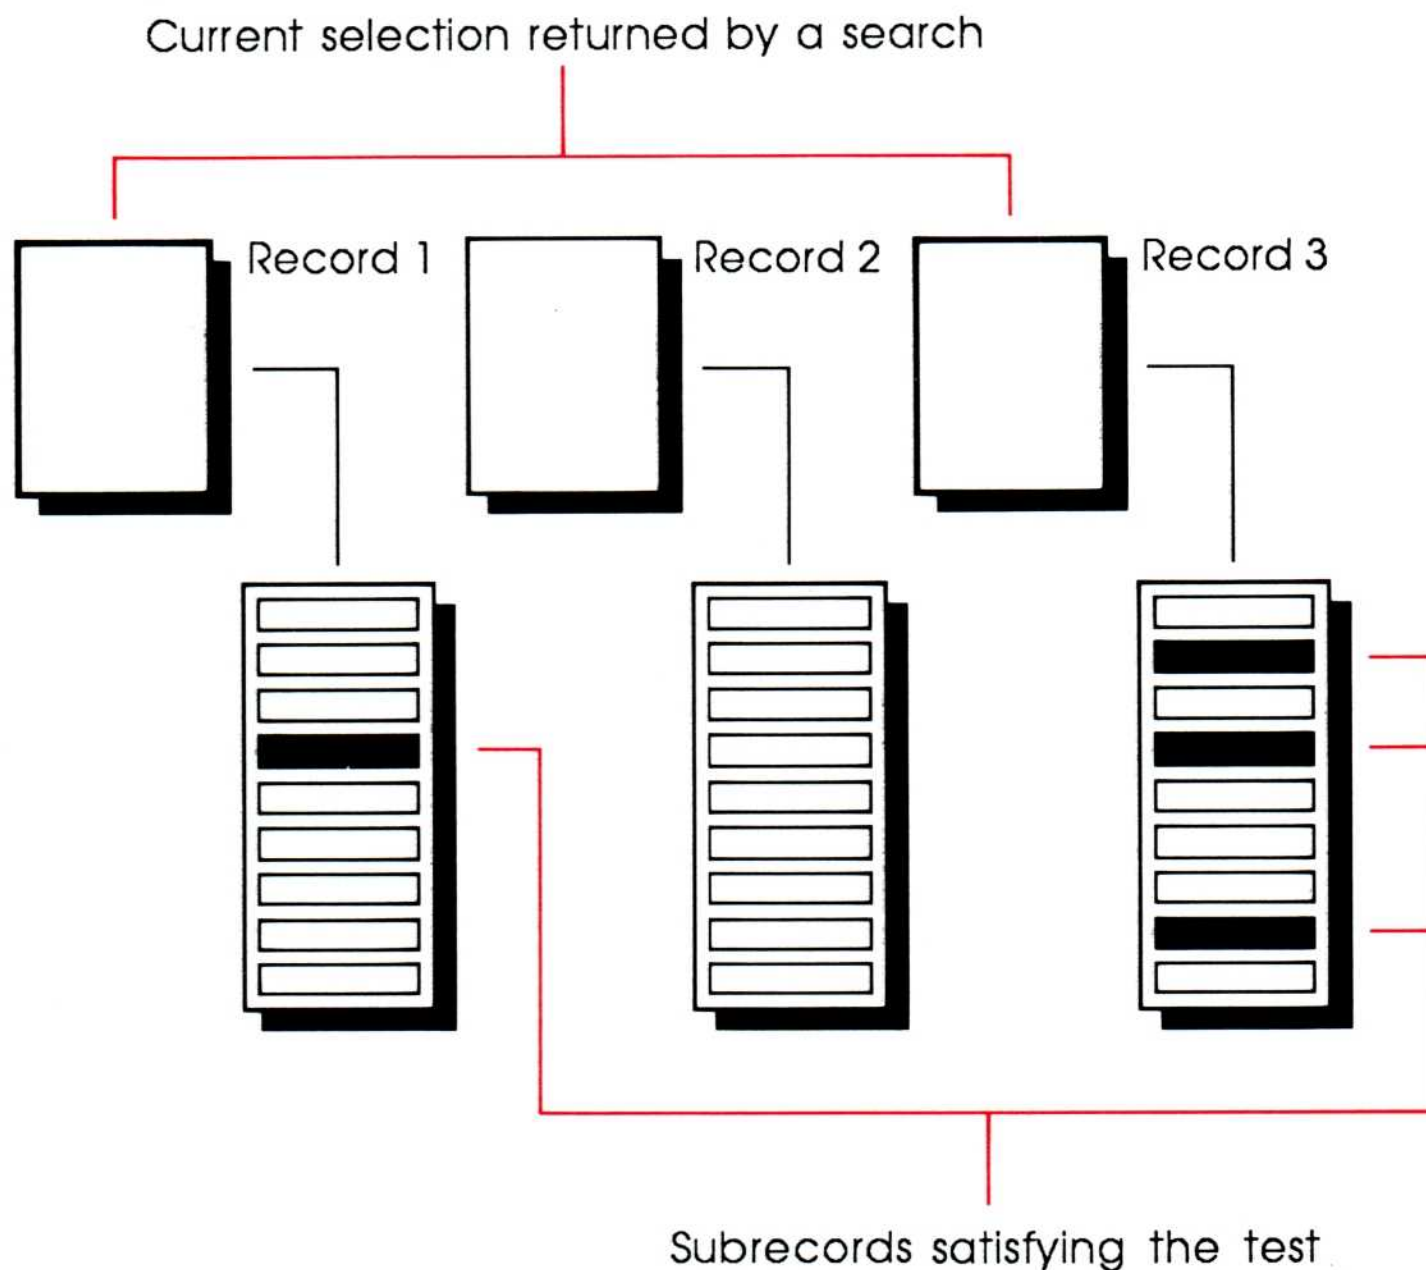 Current selection returned by a search
Record 1
Record 2
Record 3
Subrecords satisfying the test